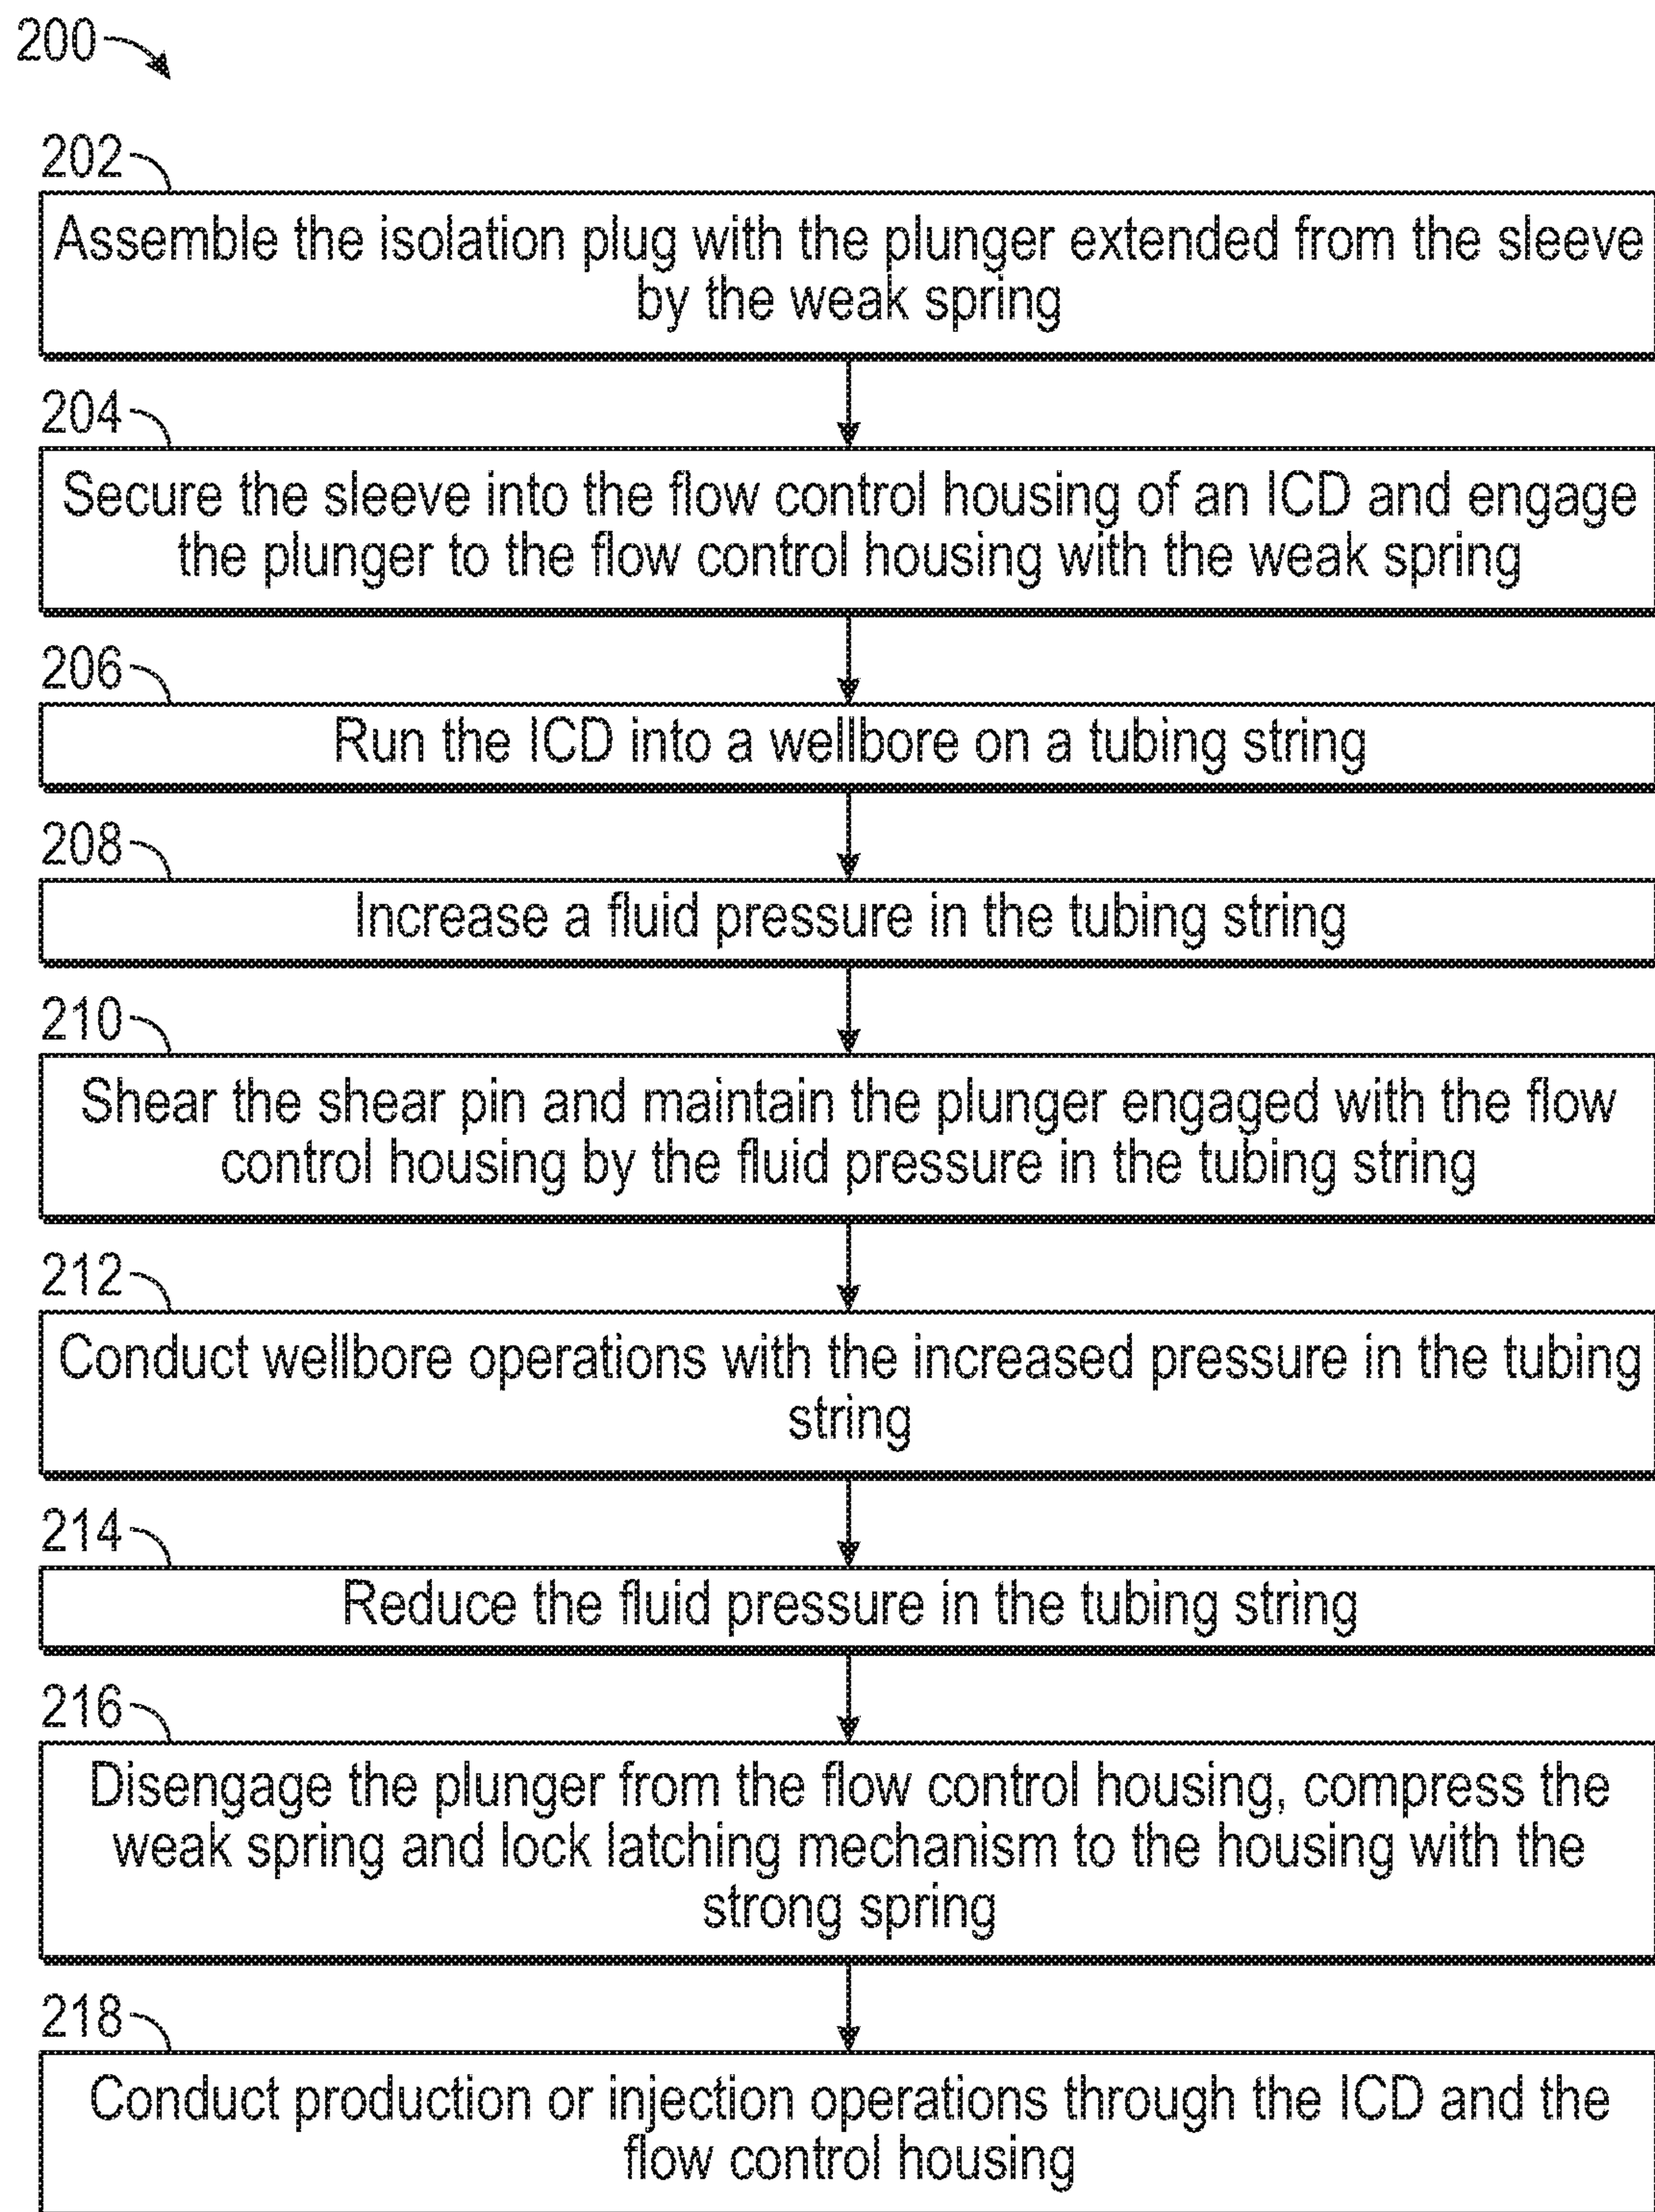 200
202
Assemble the isolation plug with the plunger extended from the sleeve
by the weak spring
204
Secure the sleeve into the flow control housing of an ICD and engage
the plunger to the flow control housing with the weak spring
206
Run the ICD into a wellbore on a tubing string
208
Increase a fluid pressure in the tubing string
210
Shear the shear pin and maintain the plunger engaged with the flow
control housing by the fluid pressure in the tubing string
212
Conduct wellbore operations with the increased pressure in the tubing
string
214
Reduce the fluid pressure in the tubing string
216
Disengage the plunger from the flow control housing, compress the
weak spring and lock latching mechanism to the housing with the
strong spring
218
Conduct production or injection operations through the ICD and the
flow control housing